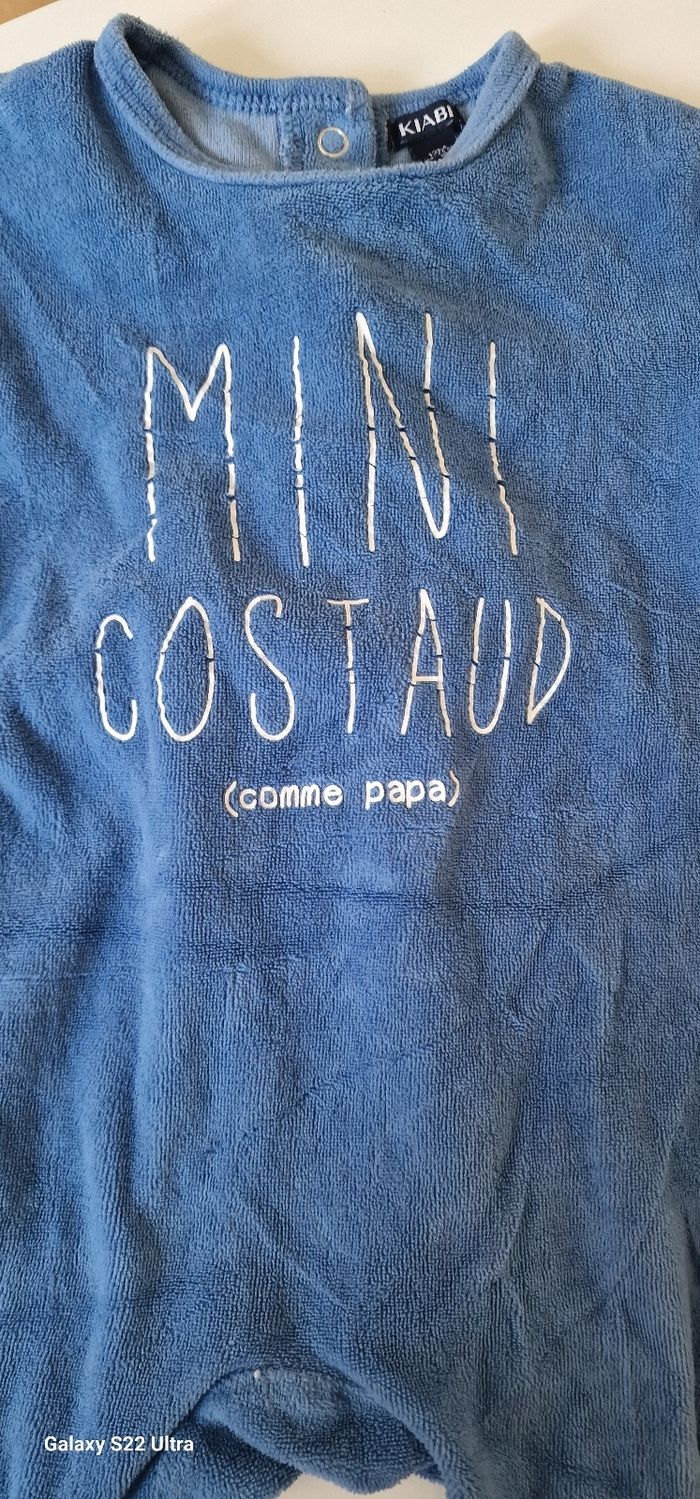 KIABI
MINI
COSTAUD
(comme papa)
Galaxy S22 Ultra